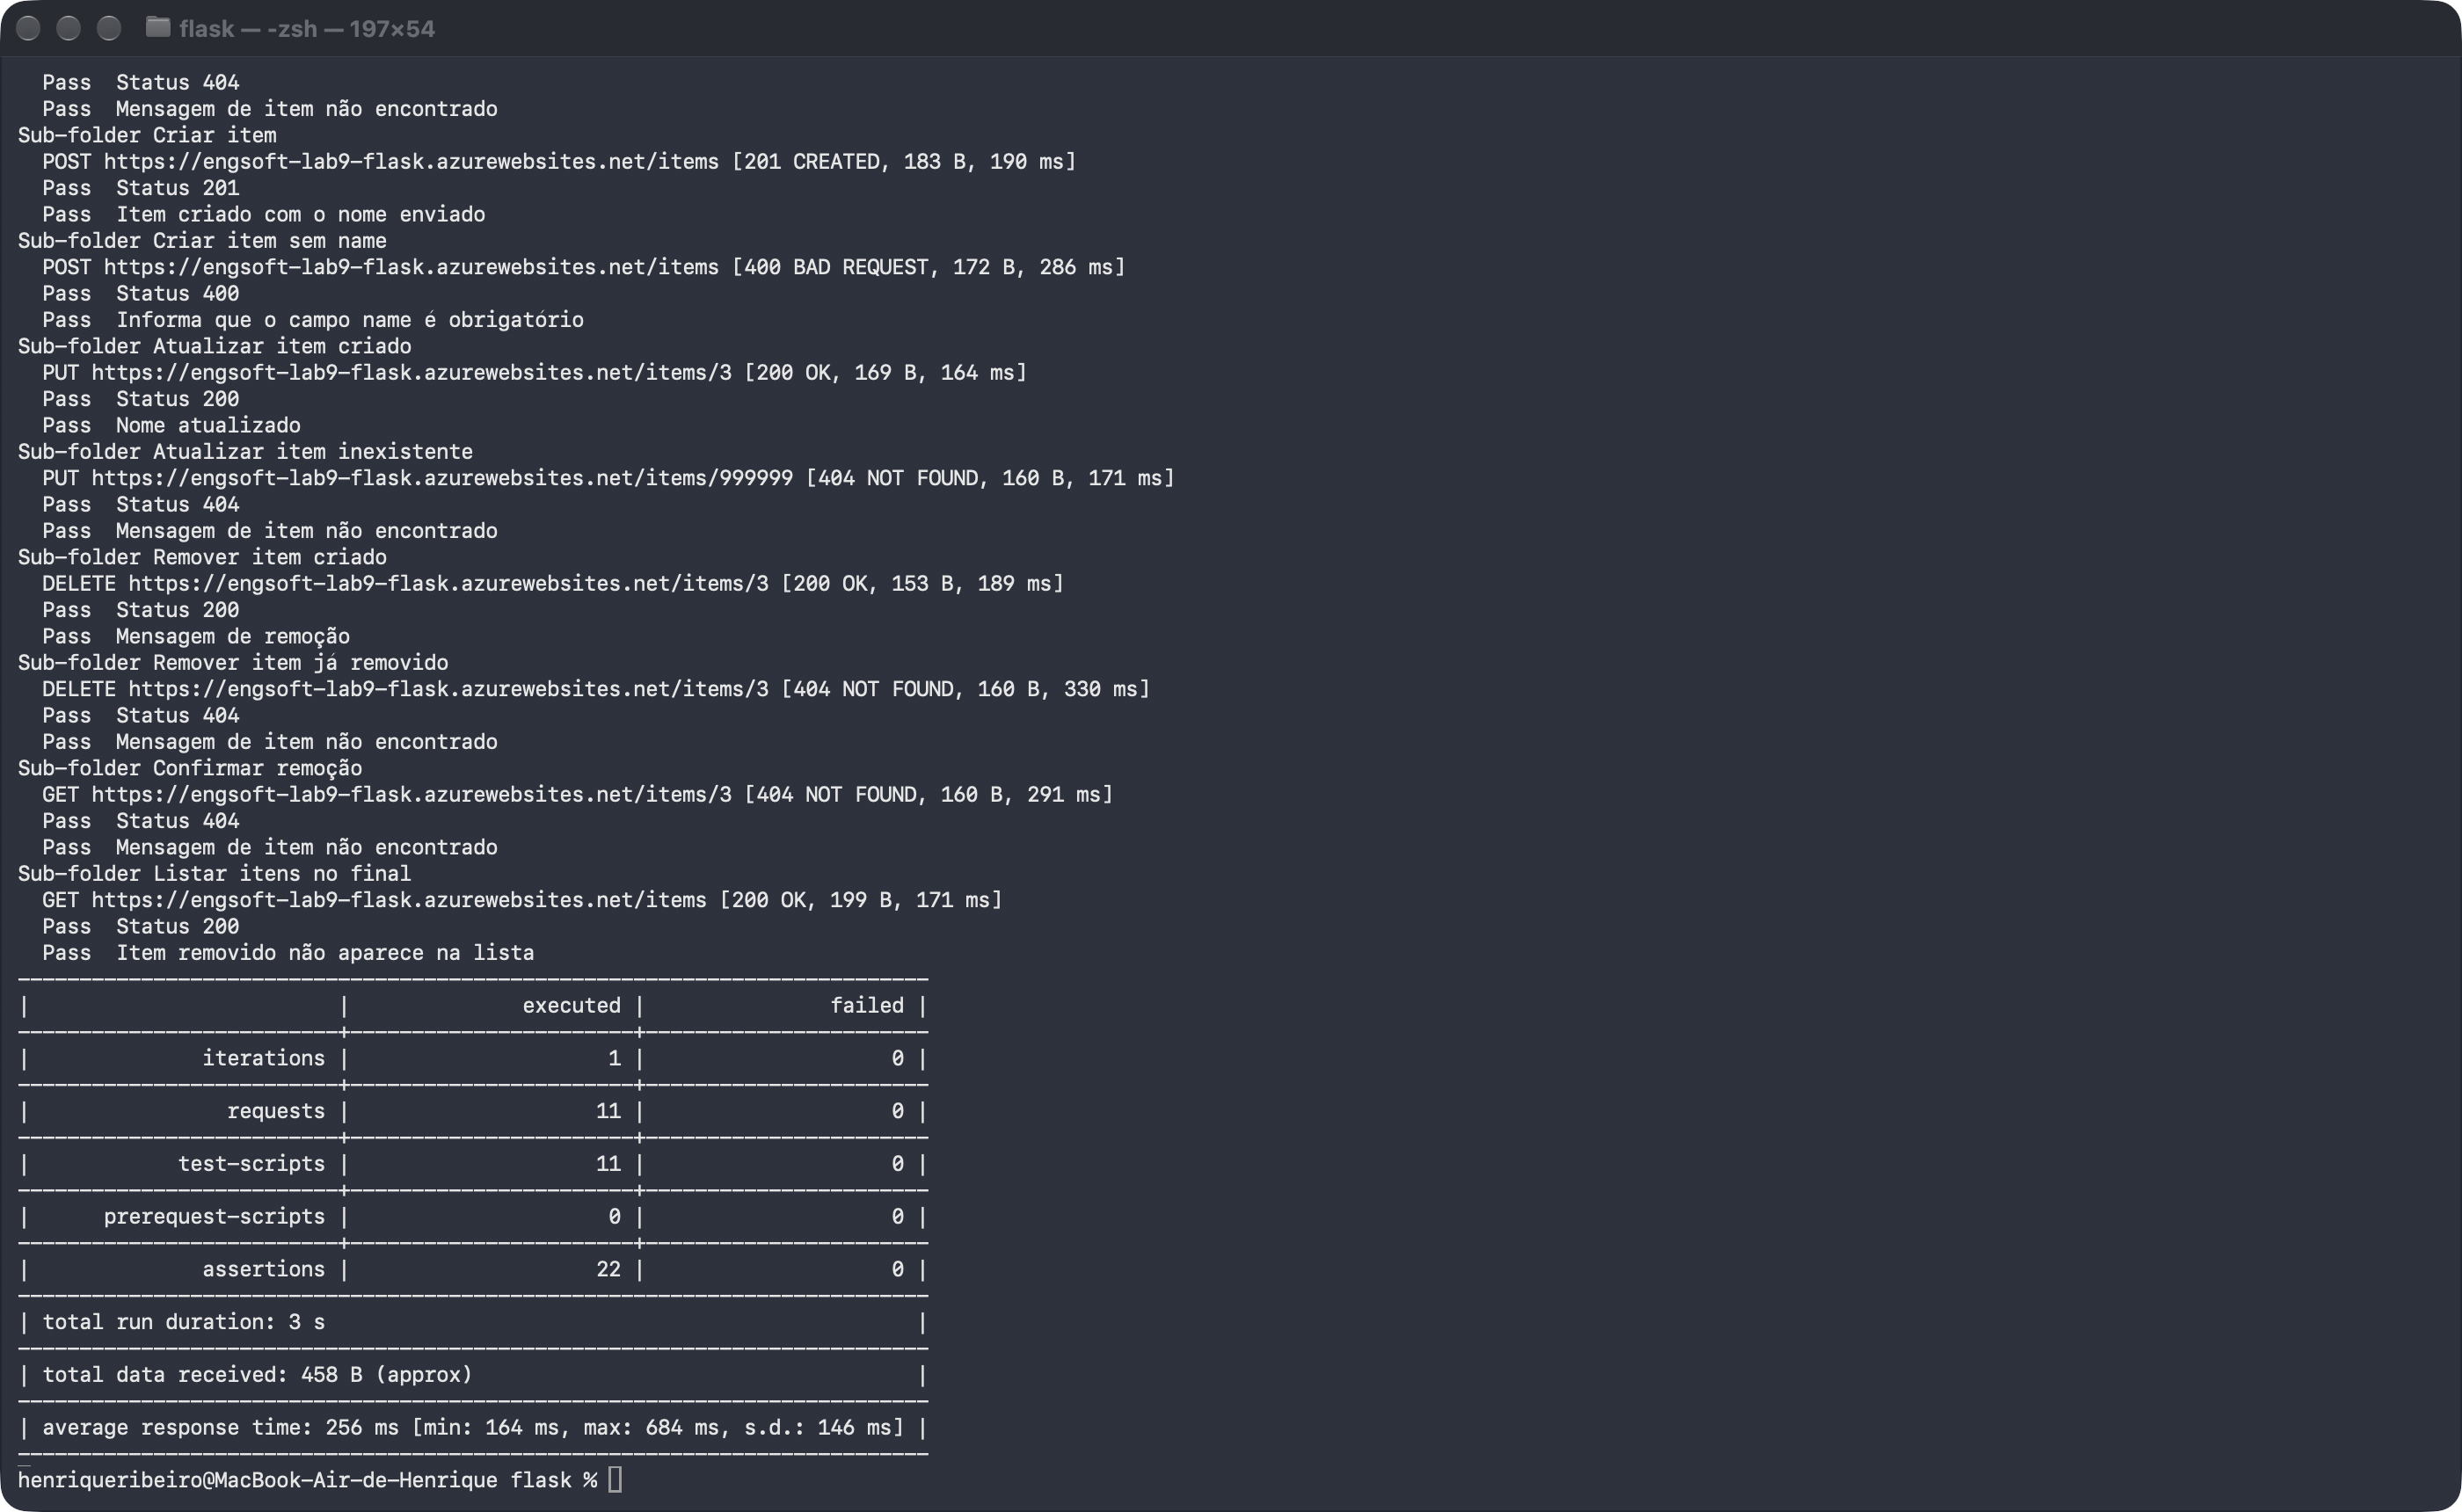 flask — -zsh — 197×54
Pass  Status 404
Pass  Mensagem de item não encontrado
Sub-folder Criar item
POST https://engsoft-lab9-flask.azurewebsites.net/items [201 CREATED, 183 B, 190 ms]
Pass  Status 201
Pass  Item criado com o nome enviado
Sub-folder Criar item sem name
POST https://engsoft-lab9-flask.azurewebsites.net/items [400 BAD REQUEST, 172 B, 286 ms]
Pass  Status 400
Pass  Informa que o campo name é obrigatório
Sub-folder Atualizar item criado
PUT https://engsoft-lab9-flask.azurewebsites.net/items/3 [200 OK, 169 B, 164 ms]
Pass  Status 200
Pass  Nome atualizado
Sub-folder Atualizar item inexistente
PUT https://engsoft-lab9-flask.azurewebsites.net/items/999999 [404 NOT FOUND, 160 B, 171 ms]
Pass  Status 404
Pass  Mensagem de item não encontrado
Sub-folder Remover item criado
DELETE https://engsoft-lab9-flask.azurewebsites.net/items/3 [200 OK, 153 B, 189 ms]
Pass  Status 200
Pass  Mensagem de remoção
Sub-folder Remover item já removido
DELETE https://engsoft-lab9-flask.azurewebsites.net/items/3 [404 NOT FOUND, 160 B, 330 ms]
Pass  Status 404
Pass  Mensagem de item não encontrado
Sub-folder Confirmar remoção
GET https://engsoft-lab9-flask.azurewebsites.net/items/3 [404 NOT FOUND, 160 B, 291 ms]
Pass  Status 404
Pass  Mensagem de item não encontrado
Sub-folder Listar itens no final
GET https://engsoft-lab9-flask.azurewebsites.net/items [200 OK, 199 B, 171 ms]
Pass  Status 200
Pass  Item removido não aparece na lista
| | executed | failed |
| iterations | 1 | 0 |
| requests | 11 | 0 |
| test-scripts | 11 | 0 |
| prerequest-scripts | 0 | 0 |
| assertions | 22 | 0 |
| total run duration: 3 s |
| total data received: 458 B (approx) |
| average response time: 256 ms [min: 164 ms, max: 684 ms, s.d.: 146 ms] |
henriqueribeiro@MacBook-Air-de-Henrique flask %